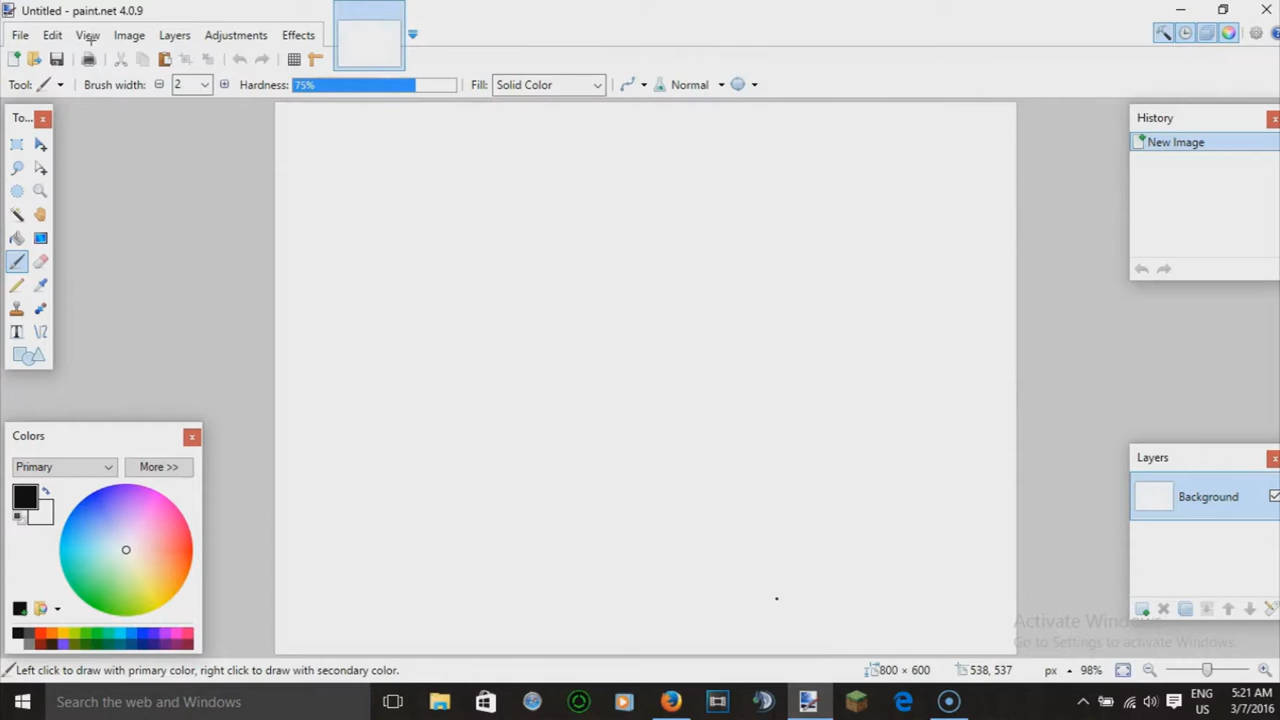 Untitled - paint.net 4.0.9
File Edit View Image Layers Adjustments Effects
Tool: Brush width: 2 Hardness: 75% Fill: Solid Color Normal
To...
History
New Image
Colors
Primary More >>
Layers
Background
Activate Windows
Go to Settings to activate Windows.
Left click to draw with primary color, right click to draw with secondary color. 800 × 600 538, 537 px 98%
Search the web and Windows
ENG 5:21 AM
US 3/7/2016